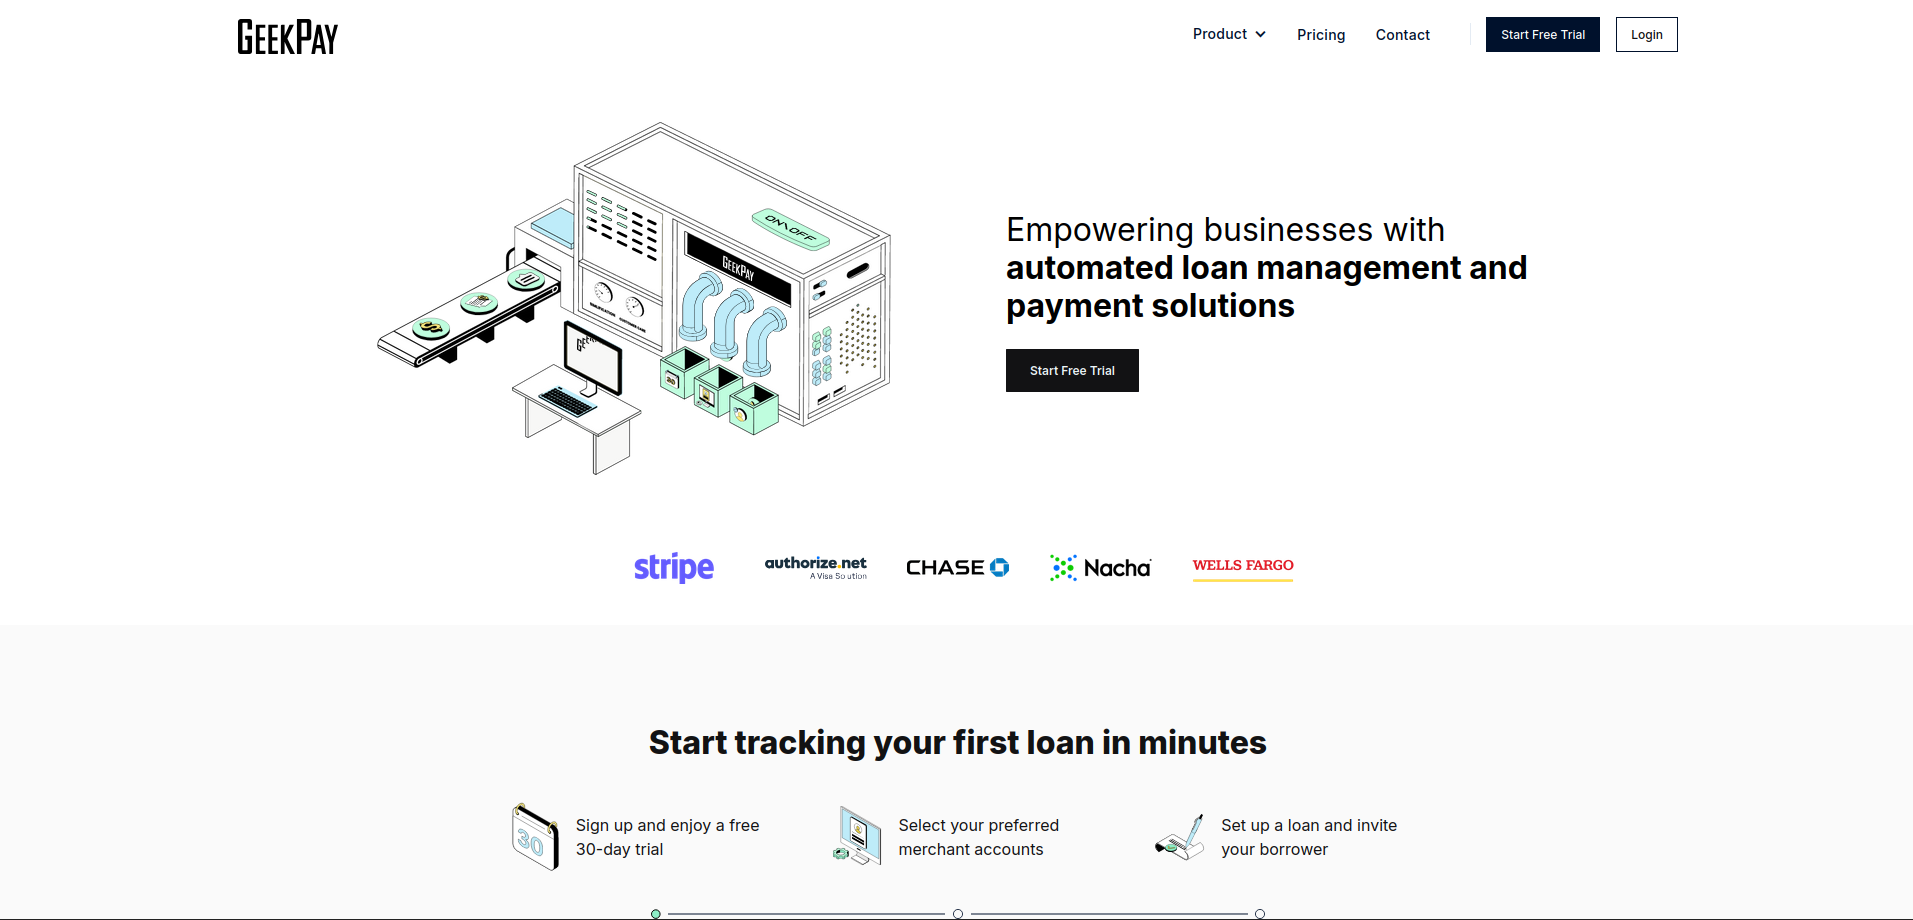 GEEKPAY
Product
Pricing
Contact
Start Free Trial
Login
ON\OFF
GEEKPAY
Empowering businesses with
automated loan management and
payment solutions
Start Free Trial
stripe
authorize.net
A Visa Solution
CHASE
Nacha
WELLS FARGO
Start tracking your first loan in minutes
30
Sign up and enjoy a free
30-day trial
Select your preferred
merchant accounts
Set up a loan and invite
your borrower